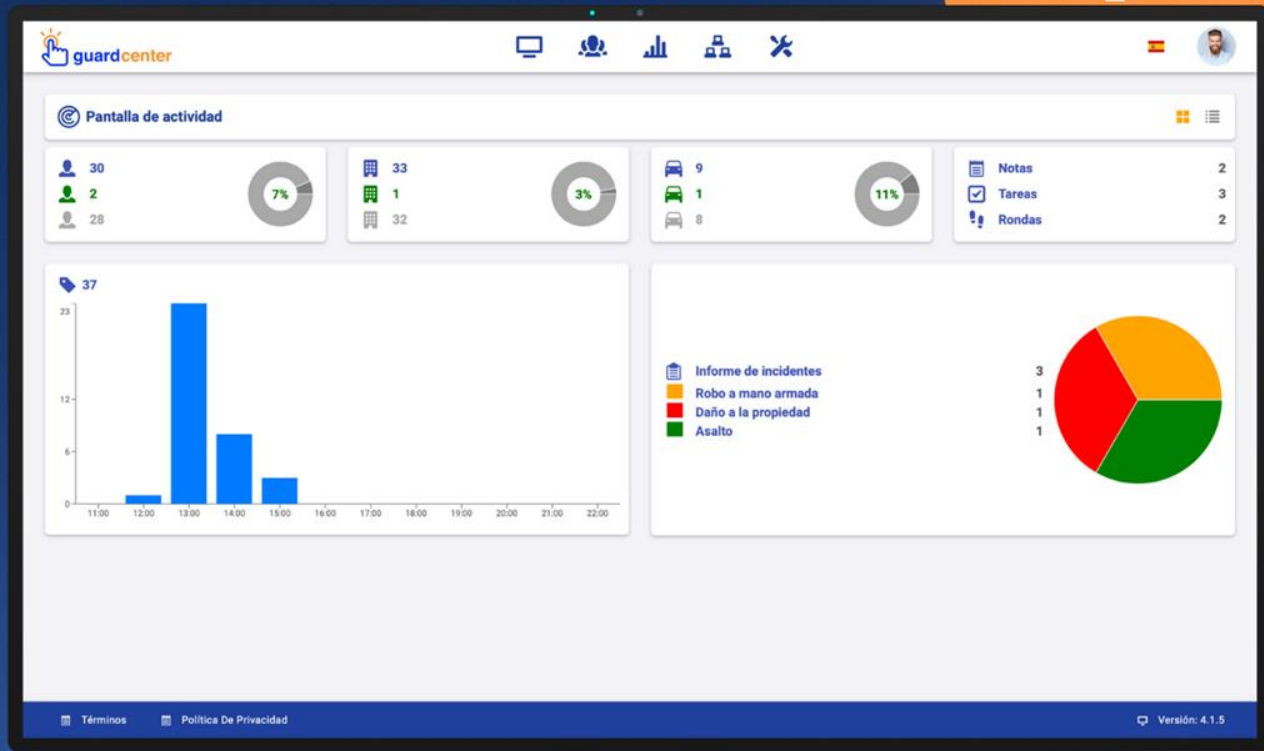 guardcenter
Pantalla de actividad
30
2
28
7%
33
1
32
3%
9
1
8
11%
Notas 2
Tareas 3
Rondas 2
37
23
12
6
0
11:00 12:00 13:00 14:00 15:00 16:00 17:00 18:00 19:00 20:00 21:00 22:00
Informe de incidentes 3
Robo a mano armada 1
Daño a la propiedad 1
Asalto 1
Términos Política De Privacidad Versión: 4.1.5